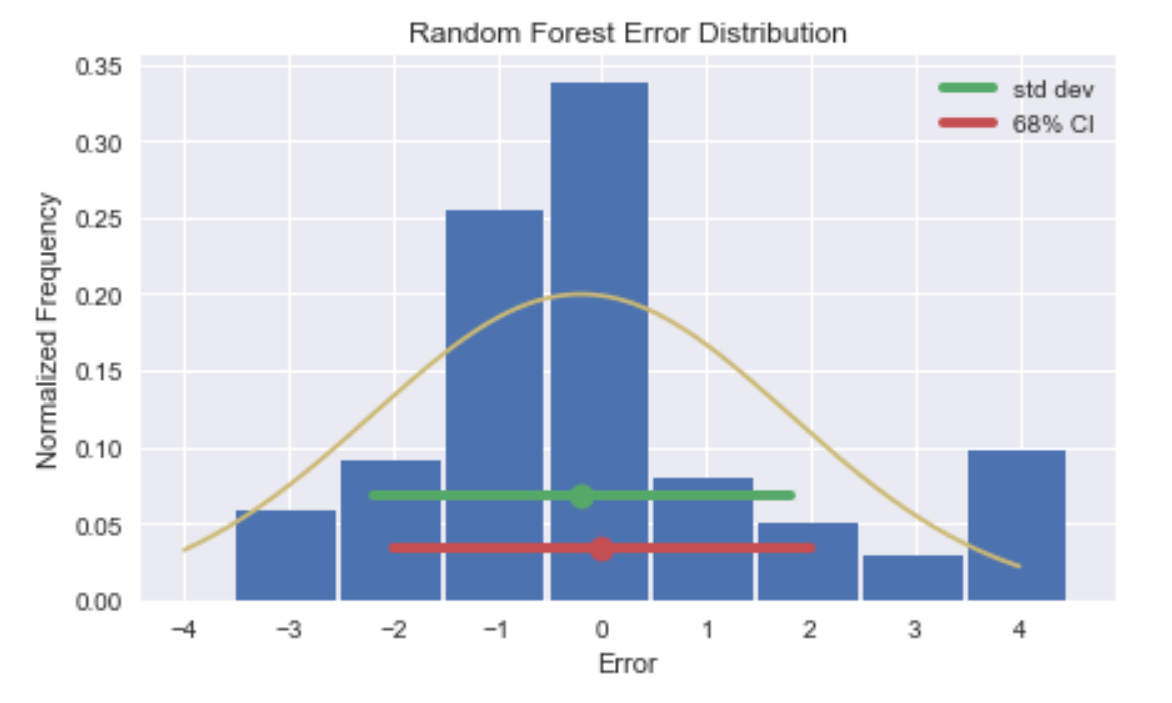 Random Forest Error Distribution
std dev
68% CI
Normalized Frequency
0.35
0.30
0.25
0.20
0.15
0.10
0.05
0.00
−4 −3 −2 −1 0 1 2 3 4
Error